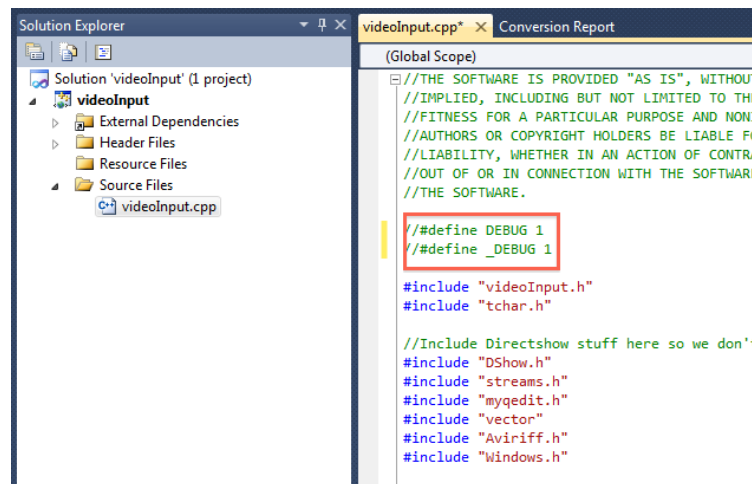 Solution Explorer
Solution 'videoInput' (1 project)
videoInput
External Dependencies
Header Files
Resource Files
Source Files
videoInput.cpp
videoInput.cpp*
Conversion Report
(Global Scope)
//THE SOFTWARE IS PROVIDED "AS IS", WITHOU
//IMPLIED, INCLUDING BUT NOT LIMITED TO TH
//FITNESS FOR A PARTICULAR PURPOSE AND NON
//AUTHORS OR COPYRIGHT HOLDERS BE LIABLE F
//LIABILITY, WHETHER IN AN ACTION OF CONTR
//OUT OF OR IN CONNECTION WITH THE SOFTWAR
//THE SOFTWARE.
//#define DEBUG 1
//#define _DEBUG 1
#include "videoInput.h"
#include "tchar.h"
//Include Directshow stuff here so we don'
#include "DShow.h"
#include "streams.h"
#include "myqedit.h"
#include "vector"
#include "Aviriff.h"
#include "Windows.h"